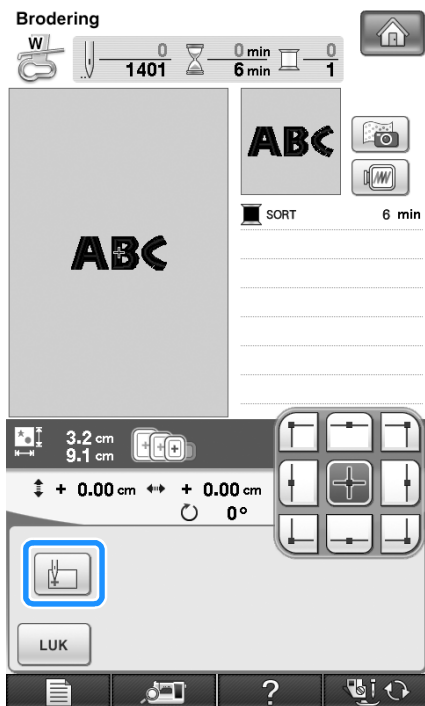 Brodering
W
0 0 min 0
1401 6 min 1
ABC
SORT 6 min
ABC
3.2 cm
9.1 cm
+ 0.00 cm + 0.00 cm
0°
LUK
? i